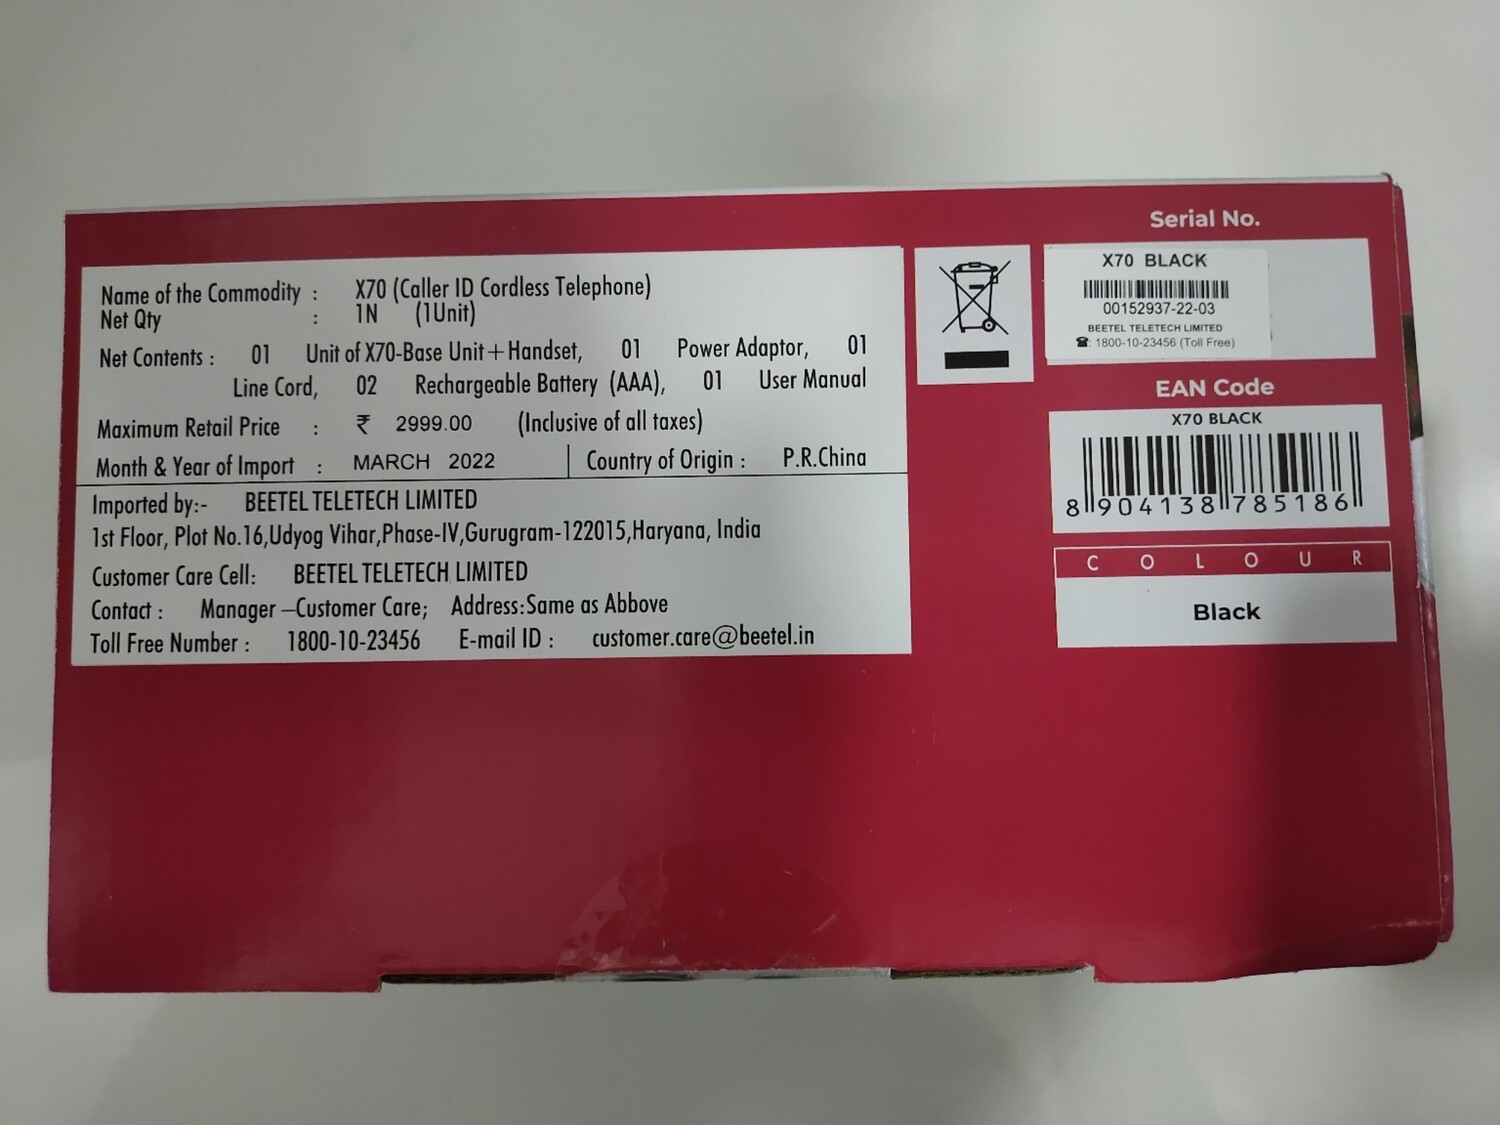 Name of the Commodity : X70 (Caller ID Cordless Telephone)
Net Qty : 1N (1Unit)
Net Contents : 01 Unit of X70-Base Unit+Handset, 01 Power Adaptor, 01
Line Cord, 02 Rechargeable Battery (AAA), 01 User Manual
Maximum Retail Price : ₹ 2999.00 (Inclusive of all taxes)
Month & Year of Import : MARCH 2022 Country of Origin : P.R.China
Imported by:- BEETEL TELETECH LIMITED
1st Floor, Plot No.16,Udyog Vihar,Phase-IV,Gurugram-122015,Haryana, India
Customer Care Cell: BEETEL TELETECH LIMITED
Contact : Manager –Customer Care; Address:Same as Abbove
Toll Free Number : 1800-10-23456 E-mail ID : customer.care@beetel.in
Serial No.
X70 BLACK
00152937-22-03
BEETEL TELETECH LIMITED
☎: 1800-10-23456 (Toll Free)
EAN Code
X70 BLACK
8 904138 785186
COLOUR
Black